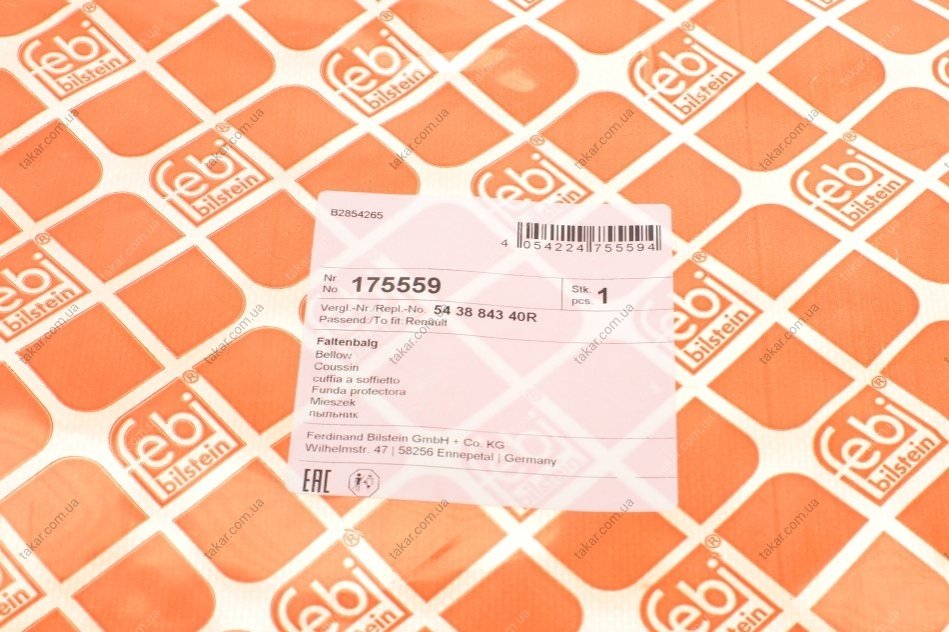 febi
bilstein
B2854265
4 054224 755594
Nr.
No. 175559
Stk.
pcs. 1
Vergl.-Nr./Repl.-No. 54 38 843 40R
Passend./To fit: Renault
Faltenbalg
Bellow
Coussin
cuffia a soffietto
Funda protectora
Mieszek
пыльник
Ferdinand Bilstein GmbH + Co. KG
Wilhelmstr. 47 | 58256 Ennepetal | Germany
EAC
takar.com.ua